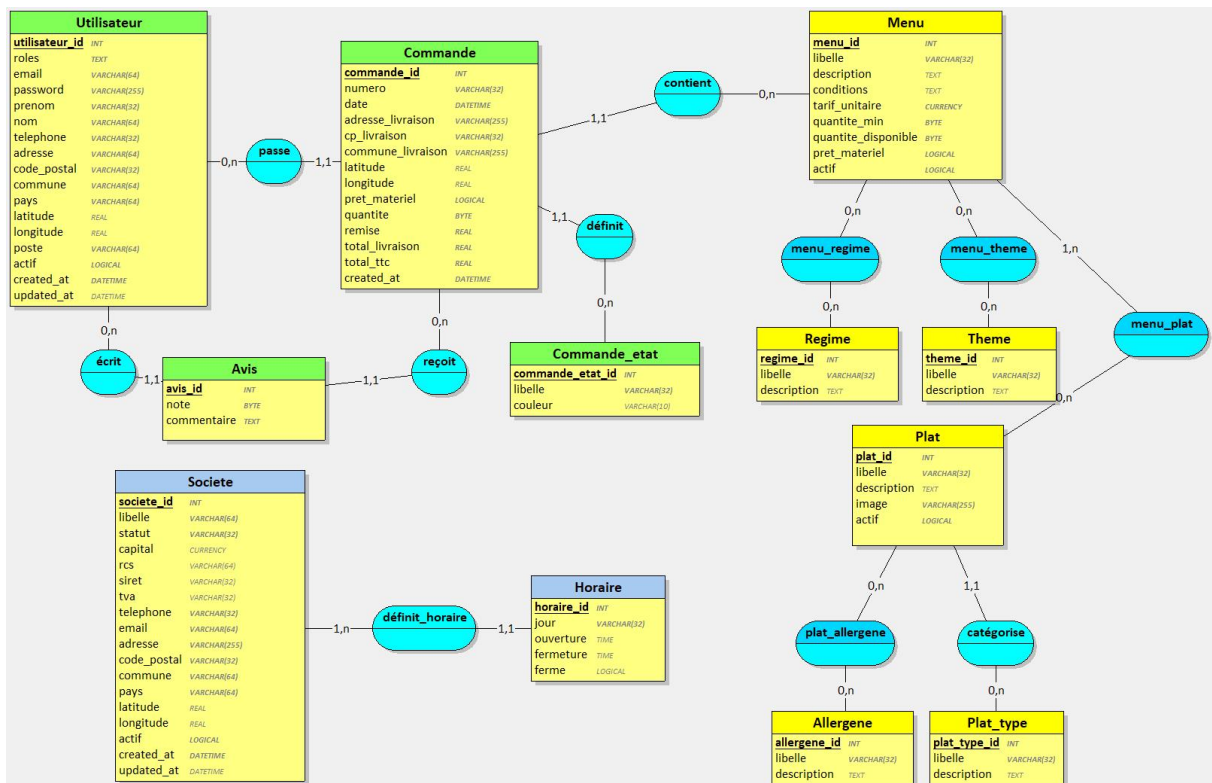 Utilisateur
utilisateur_id INT
roles TEXT
email VARCHAR(64)
password VARCHAR(255)
prenom VARCHAR(32)
nom VARCHAR(64)
telephone VARCHAR(32)
adresse VARCHAR(64)
code_postal VARCHAR(32)
commune VARCHAR(64)
pays VARCHAR(64)
latitude REAL
longitude REAL
poste VARCHAR(64)
actif LOGICAL
created_at DATETIME
updated_at DATETIME
0,n
passe
1,1
Commande
commande_id INT
numero VARCHAR(32)
date DATETIME
adresse_livraison VARCHAR(255)
cp_livraison VARCHAR(32)
commune_livraison VARCHAR(255)
latitude REAL
longitude REAL
pret_materiel LOGICAL
quantite BYTE
remise REAL
total_livraison REAL
total_ttc REAL
created_at DATETIME
1,1
contient
0,n
Menu
menu_id INT
libelle VARCHAR(32)
description TEXT
conditions TEXT
tarif_unitaire CURRENCY
quantite_min BYTE
quantite_disponible BYTE
pret_materiel LOGICAL
actif LOGICAL
1,1
définit
0,n
0,n
menu_regime
0,n
0,n
menu_theme
0,n
1,n
menu_plat
0,n
0,n
écrit
1,1
Avis
avis_id INT
note BYTE
commentaire TEXT
1,1
reçoit
0,n
Commande_etat
commande_etat_id INT
libelle VARCHAR(32)
couleur VARCHAR(10)
Regime
regime_id INT
libelle VARCHAR(32)
description TEXT
Theme
theme_id INT
libelle VARCHAR(32)
description TEXT
Plat
plat_id INT
libelle VARCHAR(32)
description TEXT
image VARCHAR(255)
actif LOGICAL
Societe
societe_id INT
libelle VARCHAR(64)
statut VARCHAR(32)
capital CURRENCY
rcs VARCHAR(64)
siret VARCHAR(32)
tva VARCHAR(32)
telephone VARCHAR(32)
email VARCHAR(64)
adresse VARCHAR(255)
code_postal VARCHAR(32)
commune VARCHAR(64)
pays VARCHAR(64)
latitude REAL
longitude REAL
actif LOGICAL
created_at DATETIME
updated_at DATETIME
1,n
définit_horaire
1,1
Horaire
horaire_id INT
jour VARCHAR(32)
ouverture TIME
fermeture TIME
ferme LOGICAL
0,n
plat_allergene
0,n
1,1
catégorise
0,n
Allergene
allergene_id INT
libelle VARCHAR(32)
description TEXT
Plat_type
plat_type_id INT
libelle VARCHAR(32)
description TEXT